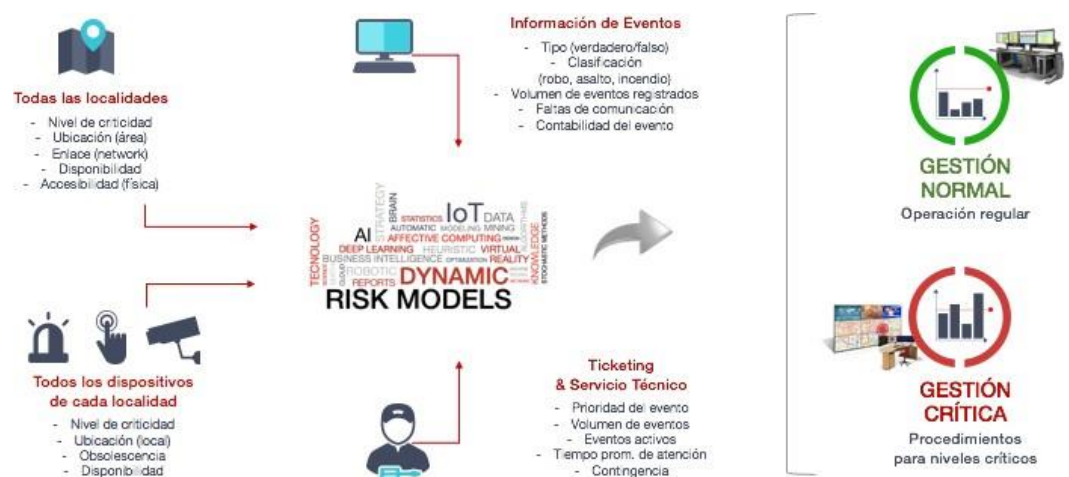 Todas las localidades
- Nivel de criticidad
- Ubicación (área)
- Enlace (network)
- Disponibilidad
- Accesibilidad (física)
Todos los dispositivos
de cada localidad
- Nivel de criticidad
- Ubicación (local)
- Obsolescencia
- Disponibilidad
Información de Eventos
- Tipo (verdadero/falso)
- Clasificación
(robo, asalto, incendio)
- Volumen de eventos registrados
- Faltas de comunicación
- Contabilidad del evento
TECNOLOGY
STRATEGY
BRAIN
STATISTICS
IoT
DATA
AUTOMATIC
MODELING
MINING
ALGORITHMS
AI
AFFECTIVE COMPUTING
DEEP LEARNING
HEURISTIC
VIRTUAL
REALITY
KNOWLEDGE
STOCHASTIC METHODS
BUSINESS INTELLIGENCE
OPTIMIZATION
CLOUD
ROBOTIC
REPORTS
DYNAMIC
RISK MODELS
Ticketing
& Servicio Técnico
- Prioridad del evento
- Volumen de eventos
- Eventos activos
- Tiempo prom. de atención
- Contingencia
GESTIÓN
NORMAL
Operación regular
GESTIÓN
CRÍTICA
Procedimientos
para niveles críticos